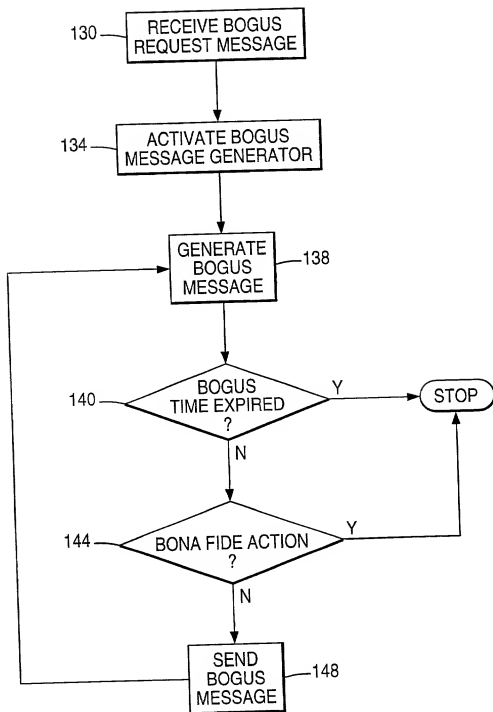 130
RECEIVE BOGUS
REQUEST MESSAGE
134
ACTIVATE BOGUS
MESSAGE GENERATOR
GENERATE
BOGUS
MESSAGE
138
140
BOGUS
TIME EXPIRED
?
Y
STOP
N
144
BONA FIDE ACTION
?
Y
N
SEND
BOGUS
MESSAGE
148